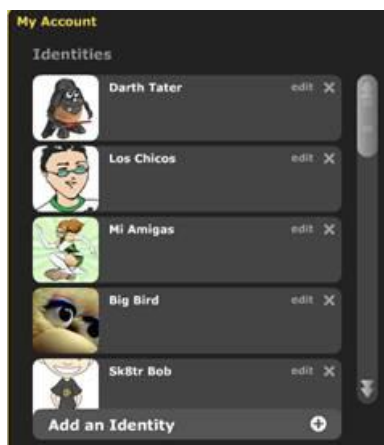 My Account
Identities
Darth Tater edit
Los Chicos edit
Mi Amigas edit
Big Bird edit
Sk8tr Bob edit
Add an Identity